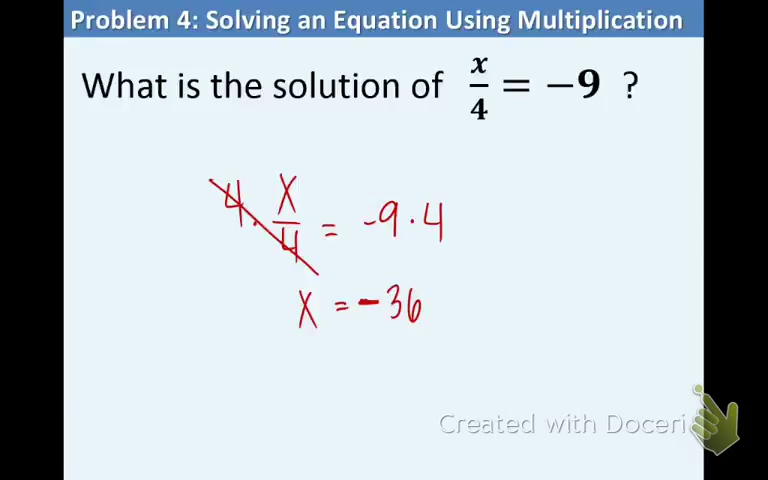 Problem 4: Solving an Equation Using Multiplication
What is the solution of x/4 = −9 ?
4 · x/4 = -9 · 4
x = -36
Created with Doceri